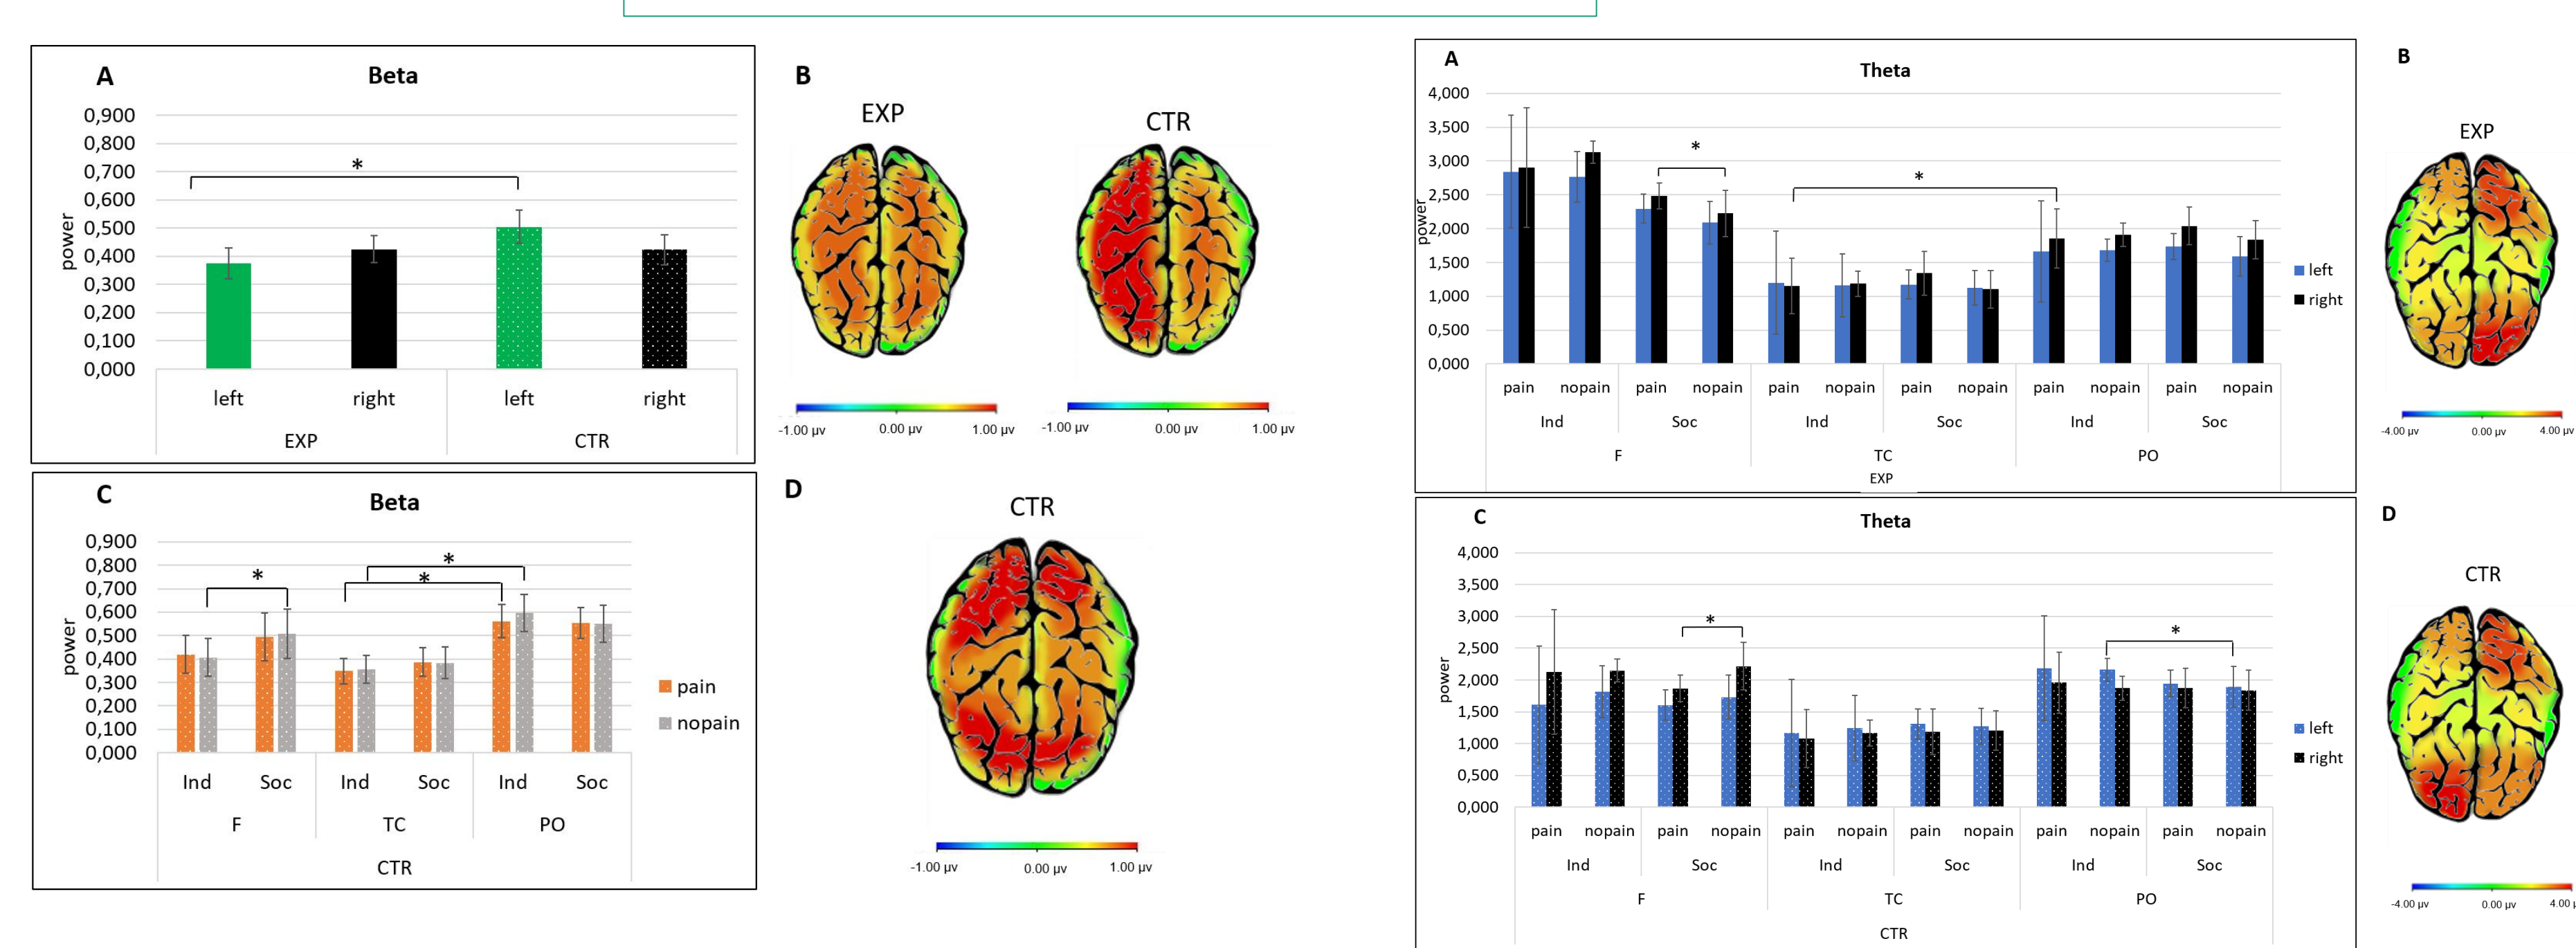 A
Beta
0,900
0,800
0,700
0,600
0,500
0,400
0,300
0,200
0,100
0,000
power
*
left right left right
EXP CTR
B
EXP CTR
-1.00 µv 0.00 µv 1.00 µv
-1.00 µv 0.00 µv 1.00 µv
C
Beta
0,900
0,800
0,700
0,600
0,500
0,400
0,300
0,200
0,100
0,000
power
* * *
pain
nopain
Ind Soc Ind Soc Ind Soc
F TC PO
CTR
D
CTR
-1.00 µv 0.00 µv 1.00 µv
A
Theta
4,000
3,500
3,000
2,500
2,000
1,500
1,000
0,500
0,000
power
* *
left
right
pain nopain pain nopain pain nopain pain nopain pain nopain pain nopain
Ind Soc Ind Soc Ind Soc
F TC PO
EXP
B
EXP
-4.00 µv 0.00 µv 4.00 µv
C
Theta
4,000
3,500
3,000
2,500
2,000
1,500
1,000
0,500
0,000
power
* *
left
right
pain nopain pain nopain pain nopain pain nopain pain nopain pain nopain
Ind Soc Ind Soc Ind Soc
F TC PO
CTR
D
CTR
-4.00 µv 0.00 µv 4.00